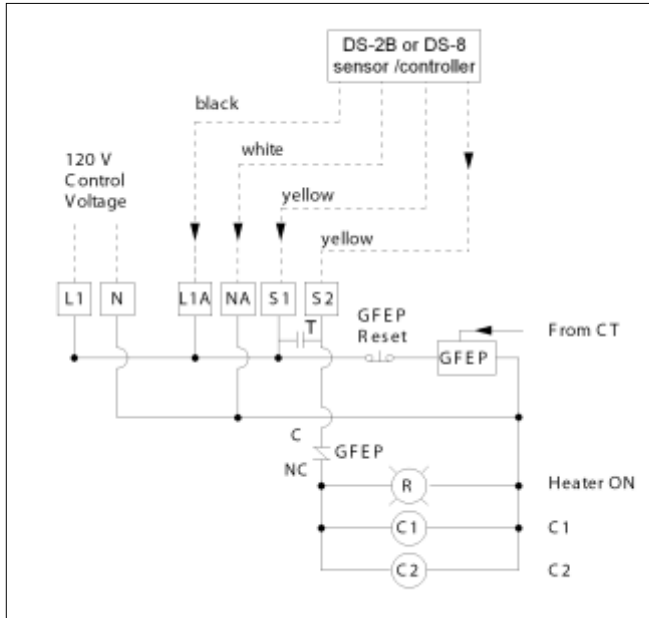 DS-2B or DS-8
sensor /controller
black
white
120 V
Control
Voltage
yellow
yellow
L1
N
L1A
NA
S1
S2
T
GFEP
Reset
From CT
GFEP
C
GFEP
NC
R
Heater ON
C1
C1
C2
C2